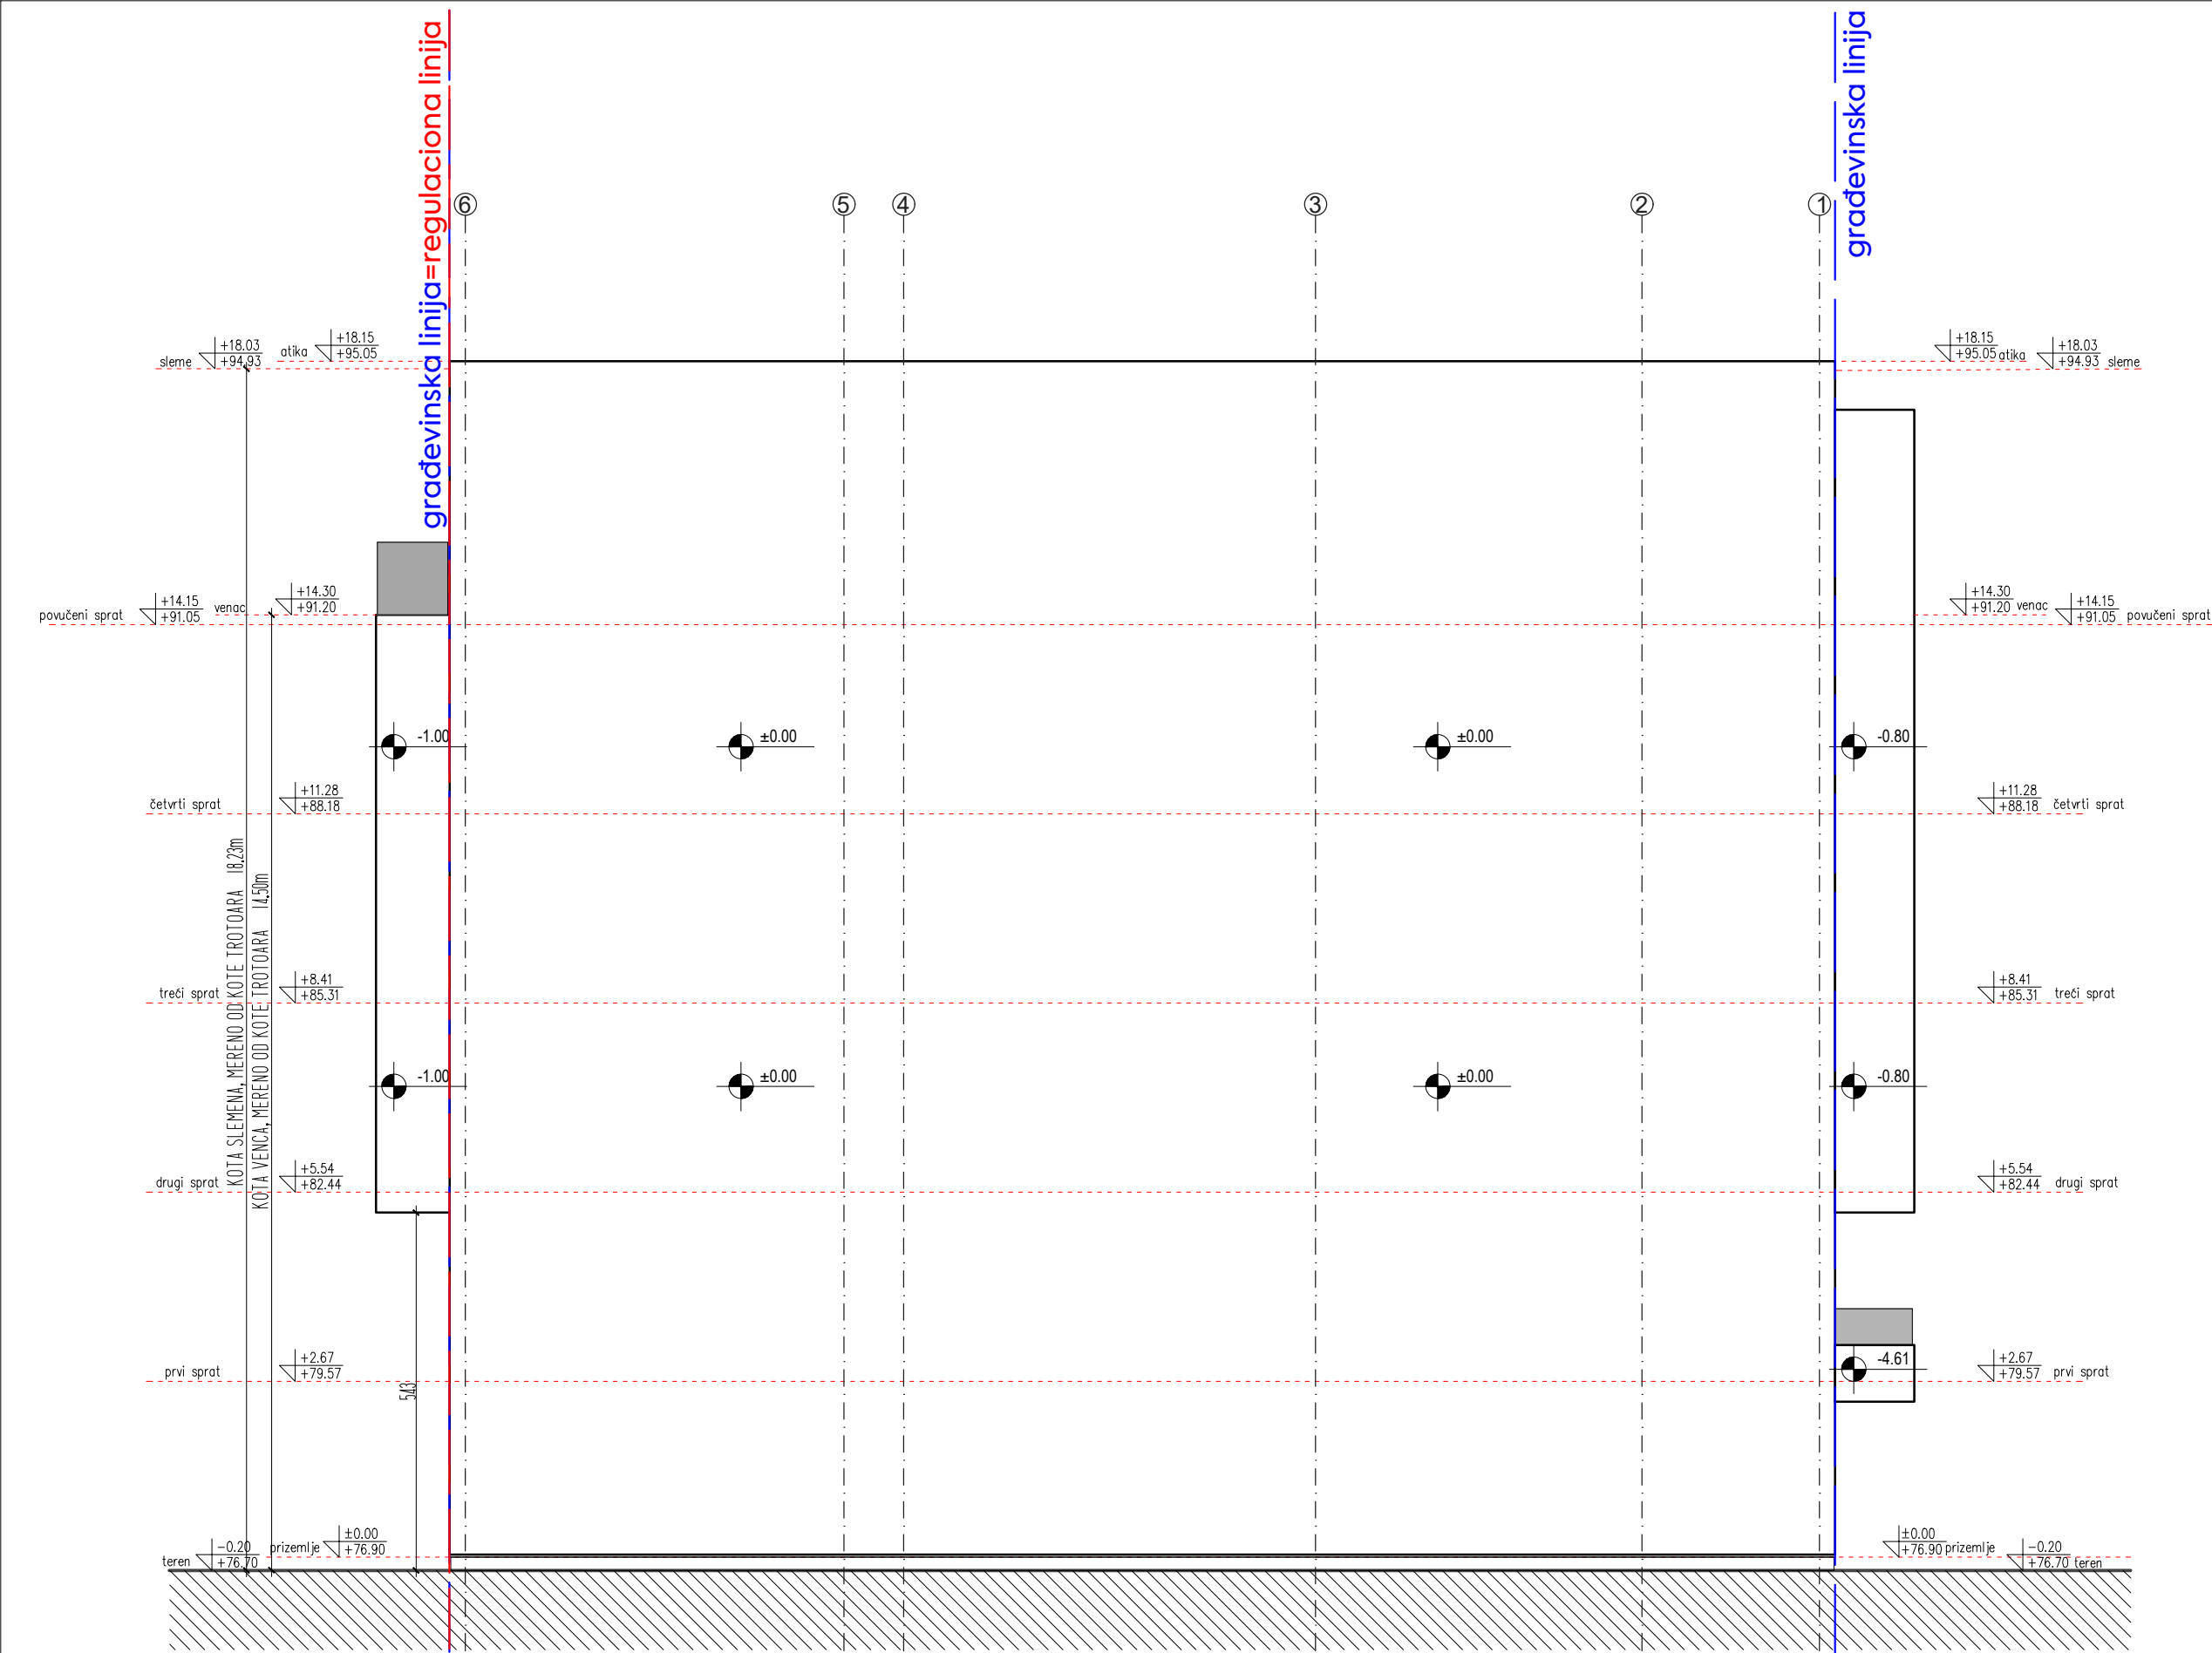 građevinska linija=regulaciona linija
građevinska linija
6
5
4
3
2
1
sleme
+18.03
+94.93
atika
+18.15
+95.05
+18.15
+95.05
atika
+18.03
+94.93
sleme
povučeni sprat
+14.15
+91.05
venac
+14.30
+91.20
+14.30
+91.20
venac
+14.15
+91.05
povučeni sprat
-1.00
±0.00
±0.00
-0.80
četvrti sprat
+11.28
+88.18
+11.28
+88.18
četvrti sprat
KOTA SLEMENA, MERENO OD KOTE TROTOARA 18.23m
KOTA VENCA, MERENO OD KOTE TROTOARA 14.50m
treći sprat
+8.41
+85.31
+8.41
+85.31
treći sprat
-1.00
±0.00
±0.00
-0.80
drugi sprat
+5.54
+82.44
+5.54
+82.44
drugi sprat
-4.61
prvi sprat
+2.67
+79.57
543
+2.67
+79.57
prvi sprat
teren
-0.20
+76.70
prizemlje
±0.00
+76.90
±0.00
+76.90
prizemlje
-0.20
+76.70
teren